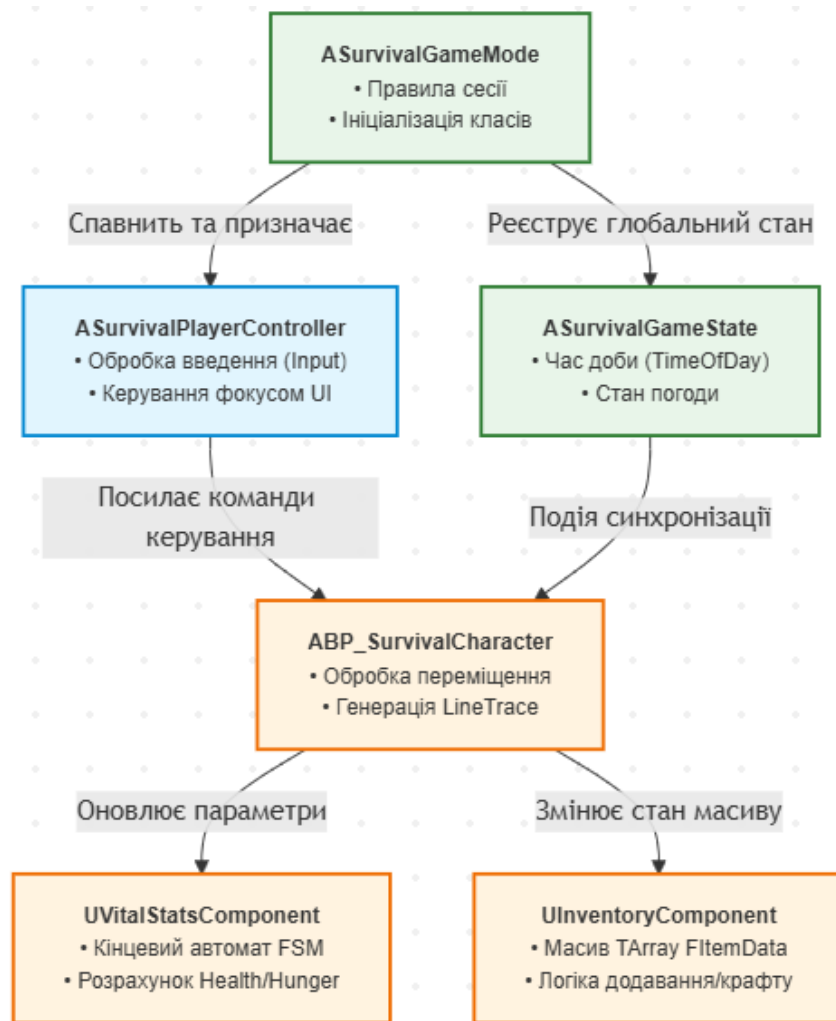 ASurvivalGameMode
• Правила сесії
• Ініціалізація класів
Спавнить та призначає
Реєструє глобальний стан
ASurvivalPlayerController
• Обробка введення (Input)
• Керування фокусом UI
ASurvivalGameState
• Час доби (TimeOfDay)
• Стан погоди
Посилає команди
керування
Подія синхронізації
ABP_SurvivalCharacter
• Обробка переміщення
• Генерація LineTrace
Оновлює параметри
Змінює стан масиву
UVitalStatsComponent
• Кінцевий автомат FSM
• Розрахунок Health/Hunger
UInventoryComponent
• Масив TArray FItemData
• Логіка додавання/крафту